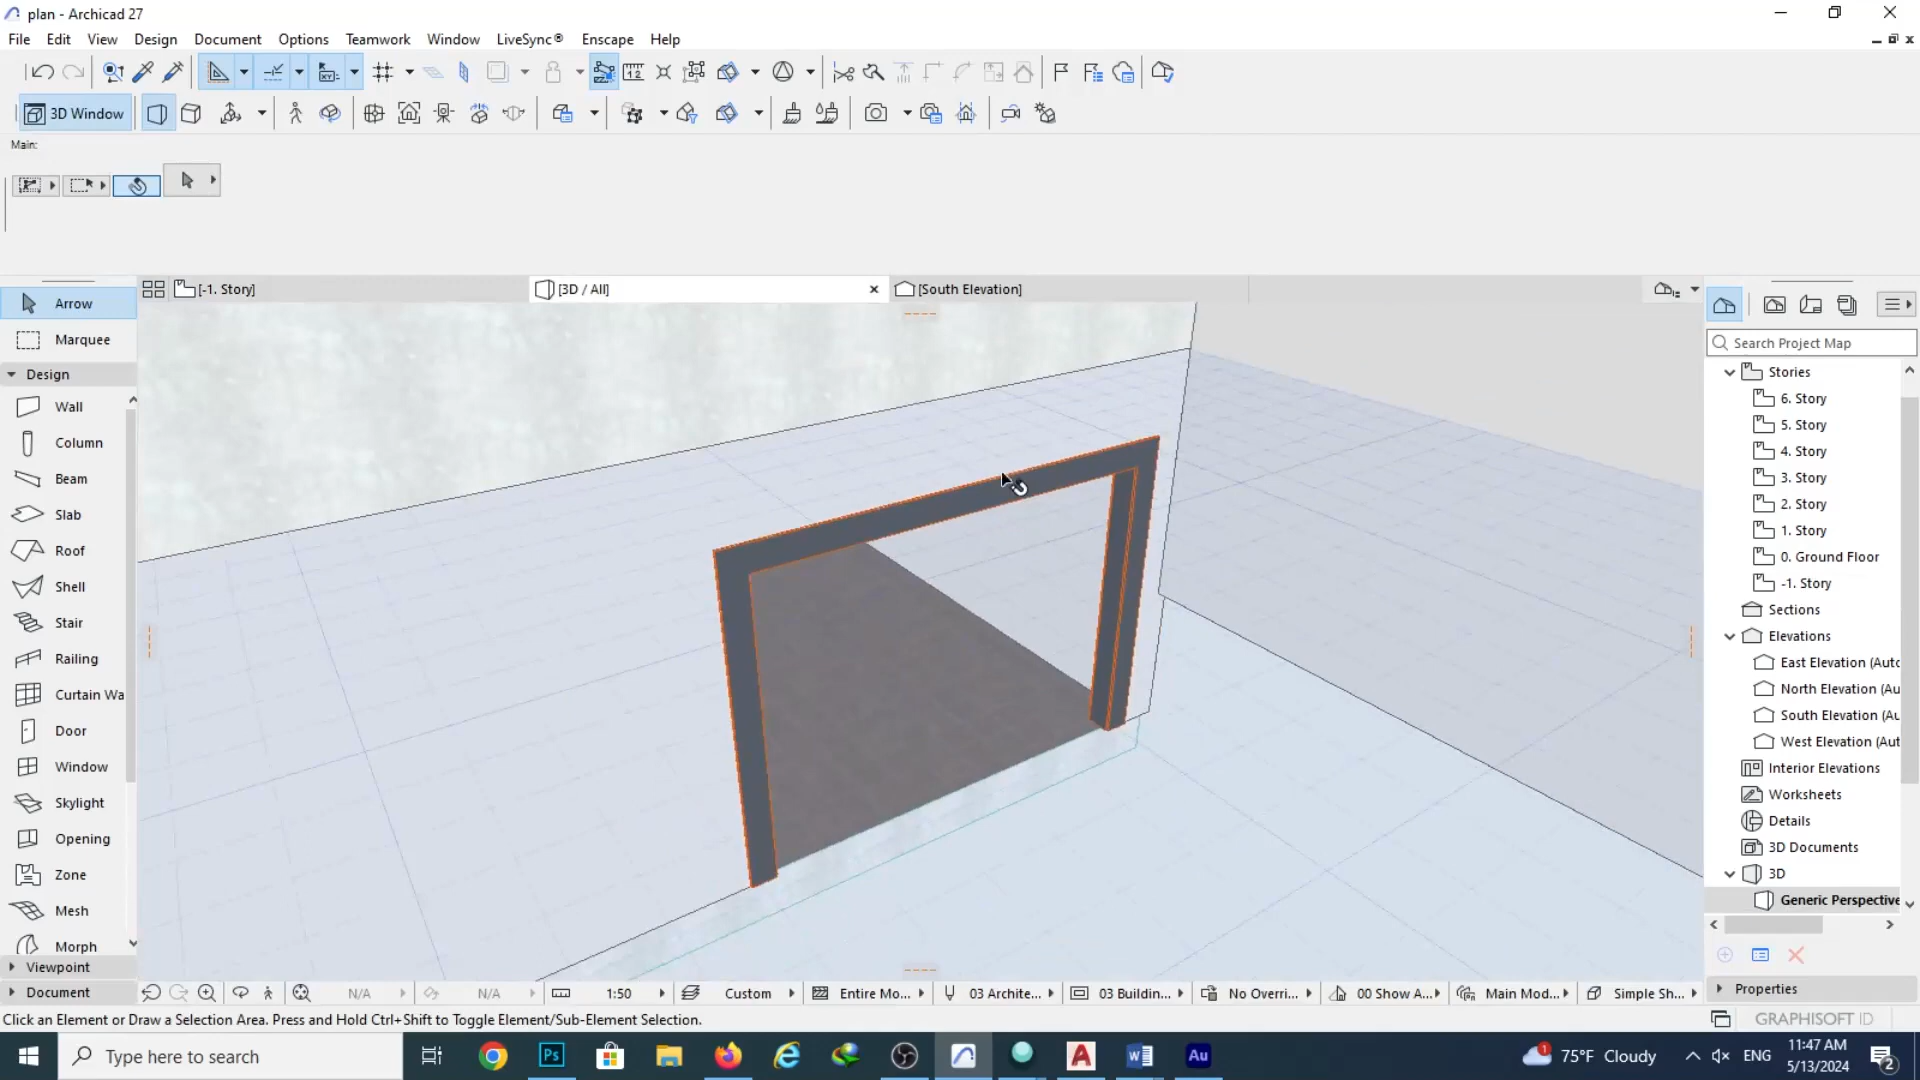 plan - Archicad 27
File Edit View Design Document Options Teamwork Window LiveSync® Enscape Help
3D Window
Main:
[-1. Story] [3D / All] [South Elevation]
Arrow
Marquee
Design
Wall
Column
Beam
Slab
Roof
Shell
Stair
Railing
Curtain Wa
Door
Window
Skylight
Opening
Zone
Mesh
Morph
Viewpoint
Document
Search Project Map
Stories
6. Story
5. Story
4. Story
3. Story
2. Story
1. Story
0. Ground Floor
-1. Story
Sections
Elevations
East Elevation (Autc
North Elevation (Au
South Elevation (Au
West Elevation (Aut
Interior Elevations
Worksheets
Details
3D Documents
3D
Generic Perspective
Properties
N/A N/A 1:50 Custom Entire Mo... 03 Archite... 03 Buildin... No Overri... 00 Show A... Main Mod... Simple Sh...
Click an Element or Draw a Selection Area. Press and Hold Ctrl+Shift to Toggle Element/Sub-Element Selection.
GRAPHISOFT ID
Type here to search
Ps
A
Au
1
75°F Cloudy
ENG
11:47 AM
5/13/2024
2